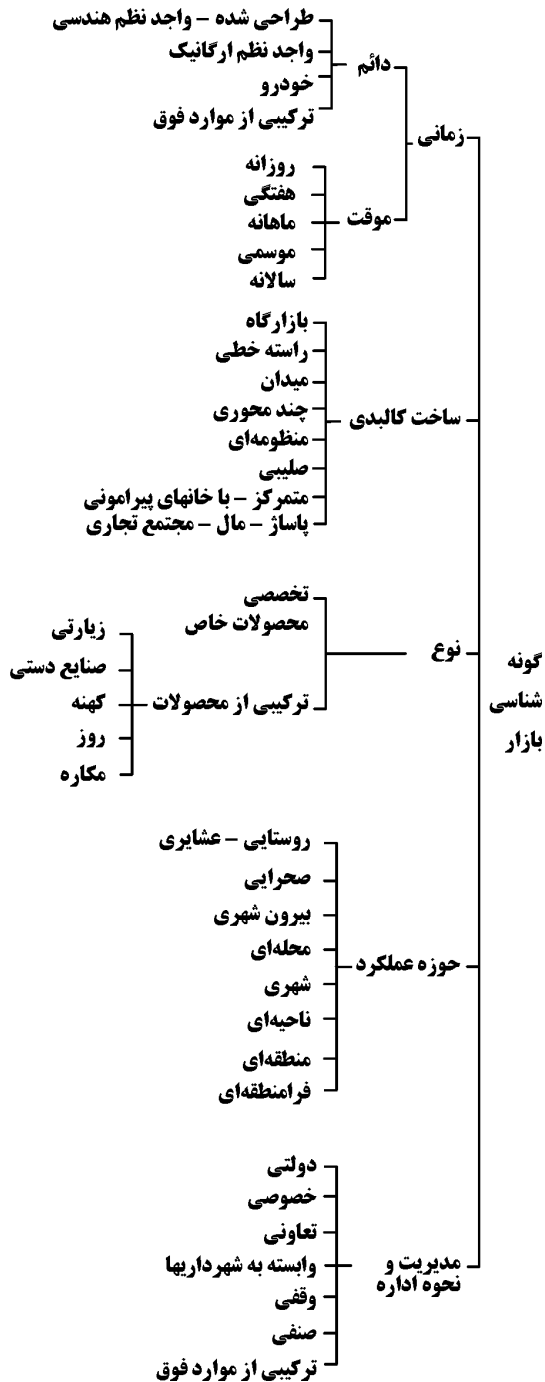 گونه
شناسی
بازار
زمانی
دائم
طراحی شده – واجد نظم هندسی
واجد نظم ارگانیک
خودرو
ترکیبی از موارد فوق
موقت
روزانه
هفتگی
ماهانه
موسمی
سالانه
ساخت کالبدی
بازارگاه
راسته خطی
میدان
چند محوری
منظومه‌ای
صلیبی
متمرکز – با خانهای پیرامونی
پاساژ – مال – مجتمع تجاری
نوع
تخصصی
محصولات خاص
ترکیبی از محصولات
زیارتی
صنایع دستی
کهنه
روز
مکاره
حوزه عملکرد
روستایی – عشایری
صحرایی
بیرون شهری
محله‌ای
شهری
ناحیه‌ای
منطقه‌ای
فرامنطقه‌ای
مدیریت و
نحوه اداره
دولتی
خصوصی
تعاونی
وابسته به شهرداریها
وقفی
صنفی
ترکیبی از موارد فوق